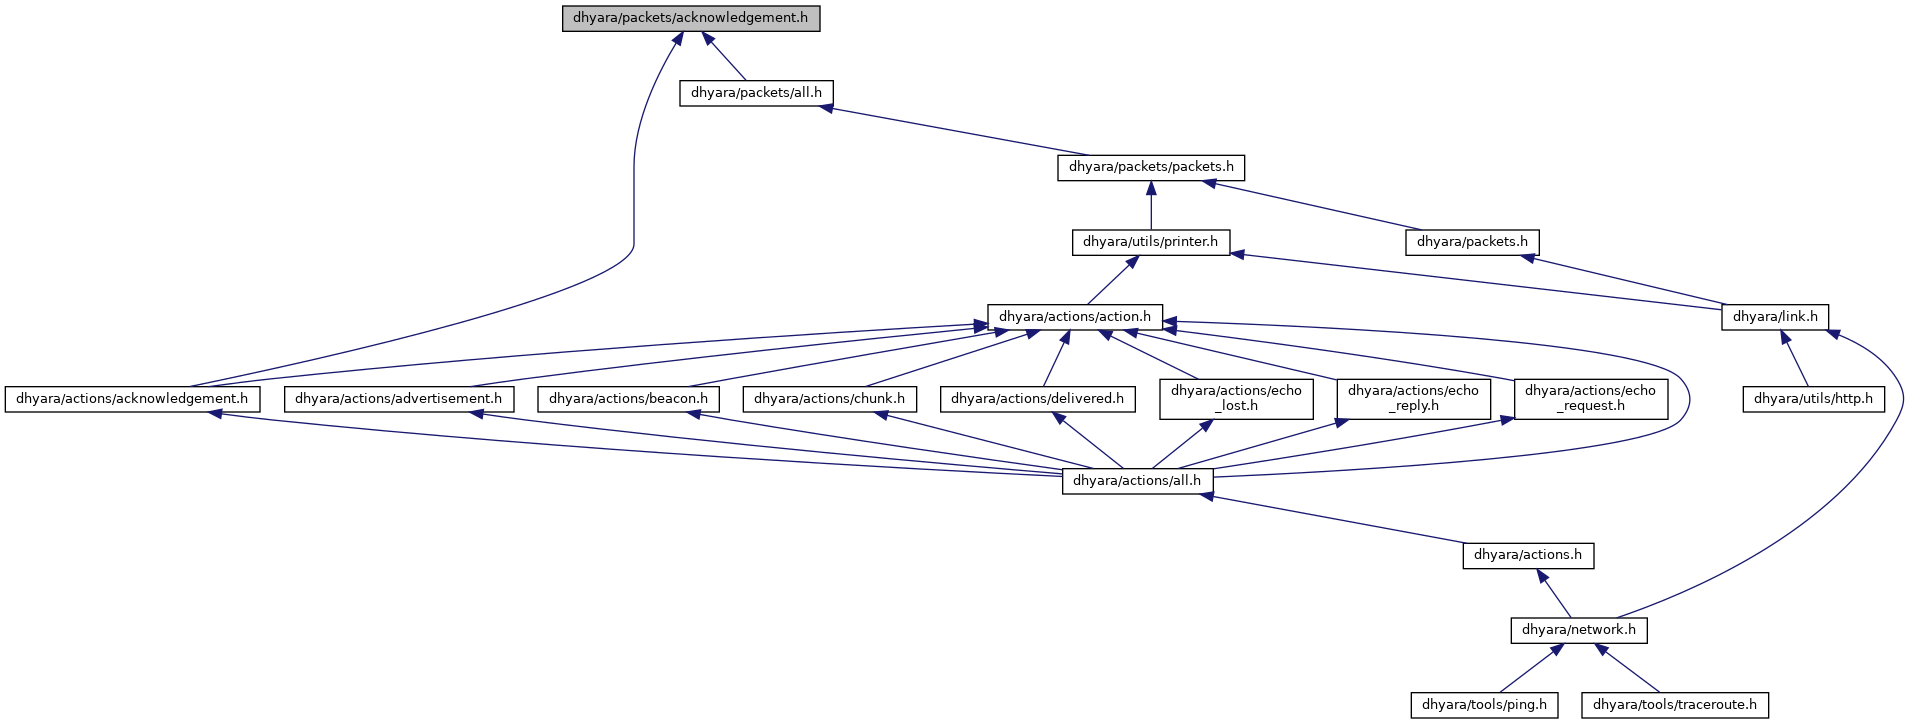 dhyara/packets/acknowledgement.h
dhyara/packets/all.h
dhyara/packets/packets.h
dhyara/utils/printer.h
dhyara/packets.h
dhyara/actions/action.h
dhyara/link.h
dhyara/actions/acknowledgement.h
dhyara/actions/advertisement.h
dhyara/actions/beacon.h
dhyara/actions/chunk.h
dhyara/actions/delivered.h
dhyara/actions/echo
_lost.h
dhyara/actions/echo
_reply.h
dhyara/actions/echo
_request.h
dhyara/utils/http.h
dhyara/actions/all.h
dhyara/actions.h
dhyara/network.h
dhyara/tools/ping.h
dhyara/tools/traceroute.h